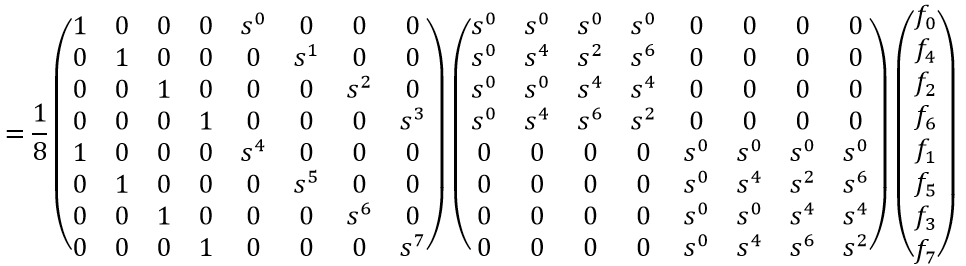 = 1/8 ( 1 0 0 0 s^0 0 0 0 ) ( s^0 s^0 s^0 s^0 0 0 0 0 ) ( f_0 )
( 0 1 0 0 0 s^1 0 0 ) ( s^0 s^4 s^2 s^6 0 0 0 0 ) ( f_4 )
( 0 0 1 0 0 0 s^2 0 ) ( s^0 s^0 s^4 s^4 0 0 0 0 ) ( f_2 )
( 0 0 0 1 0 0 0 s^3 ) ( s^0 s^4 s^6 s^2 0 0 0 0 ) ( f_6 )
( 1 0 0 0 s^4 0 0 0 ) ( 0 0 0 0 s^0 s^0 s^0 s^0 ) ( f_1 )
( 0 1 0 0 0 s^5 0 0 ) ( 0 0 0 0 s^0 s^4 s^2 s^6 ) ( f_5 )
( 0 0 1 0 0 0 s^6 0 ) ( 0 0 0 0 s^0 s^0 s^4 s^4 ) ( f_3 )
( 0 0 0 1 0 0 0 s^7 ) ( 0 0 0 0 s^0 s^4 s^6 s^2 ) ( f_7 )